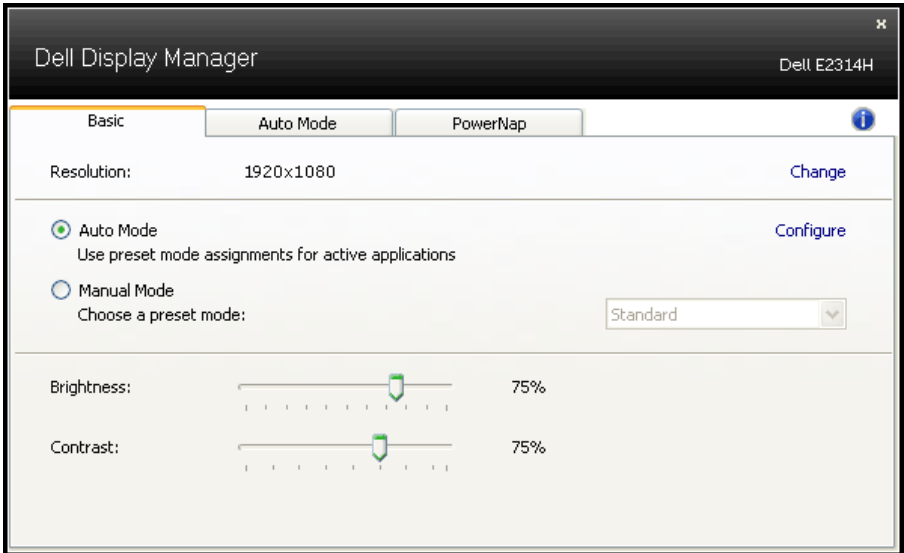 x
Dell Display Manager
Dell E2314H
Basic Auto Mode PowerNap i
Resolution: 1920x1080 Change
Auto Mode Configure
Use preset mode assignments for active applications
Manual Mode
Choose a preset mode: Standard
Brightness: 75%
Contrast: 75%